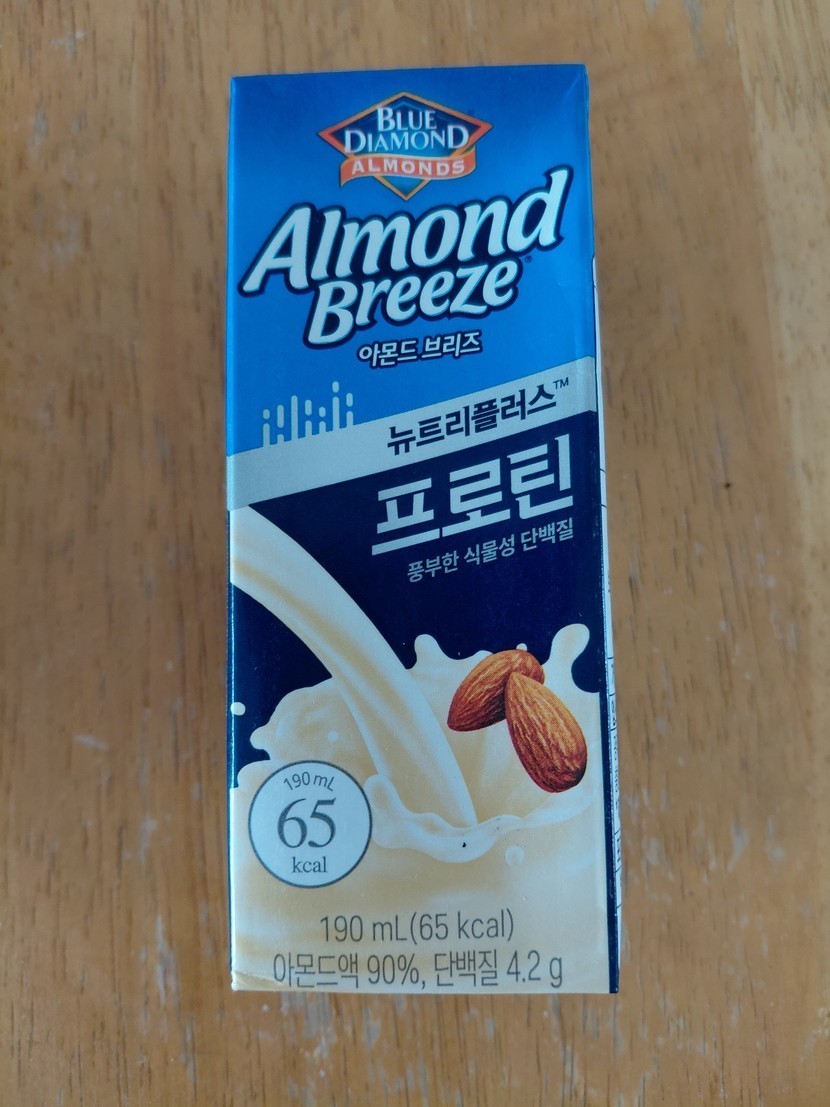 BLUE
DIAMOND
ALMONDS
Almond
Breeze®
아몬드 브리즈
뉴트리플러스™
프로틴
풍부한 식물성 단백질
190 mL
65
kcal
190 mL(65 kcal)
아몬드액 90%, 단백질 4.2 g